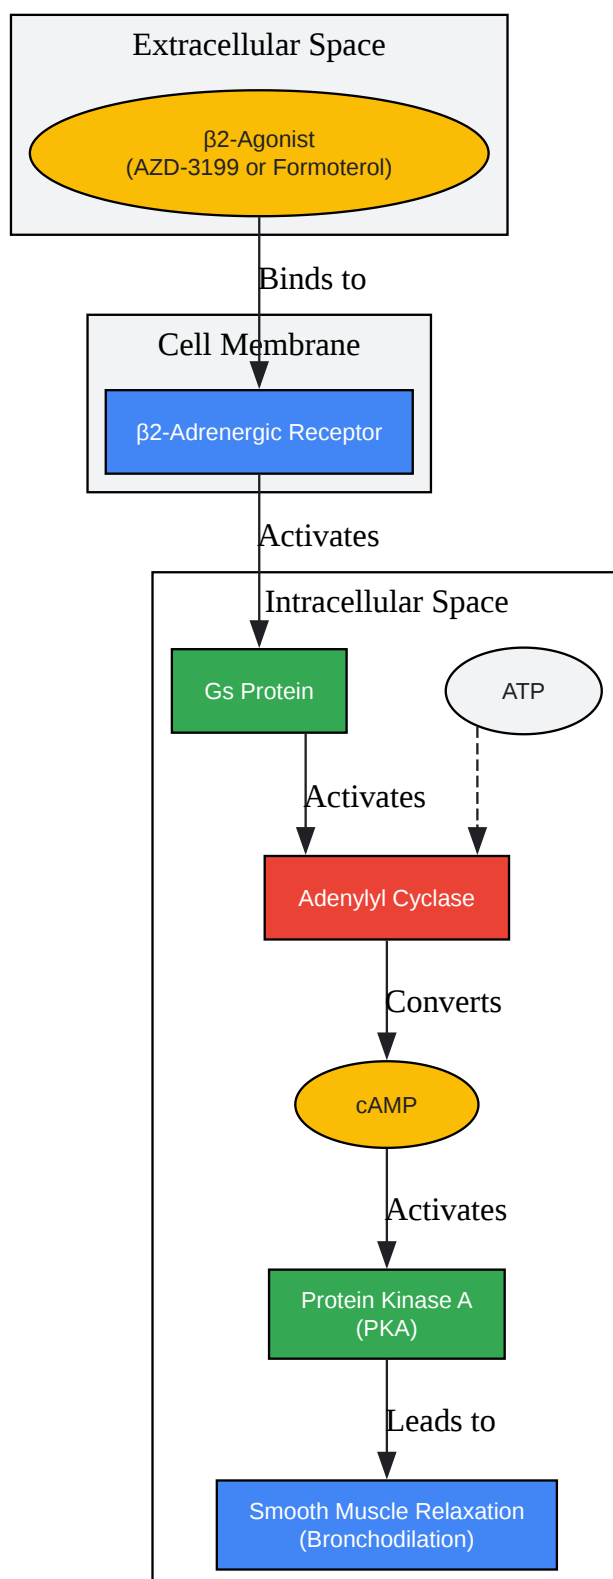 Extracellular Space
β2-Agonist
(AZD-3199 or Formoterol)
Binds to
Cell Membrane
β2-Adrenergic Receptor
Activates
Intracellular Space
Gs Protein
ATP
Activates
Adenylyl Cyclase
Converts
cAMP
Activates
Protein Kinase A
(PKA)
Leads to
Smooth Muscle Relaxation
(Bronchodilation)